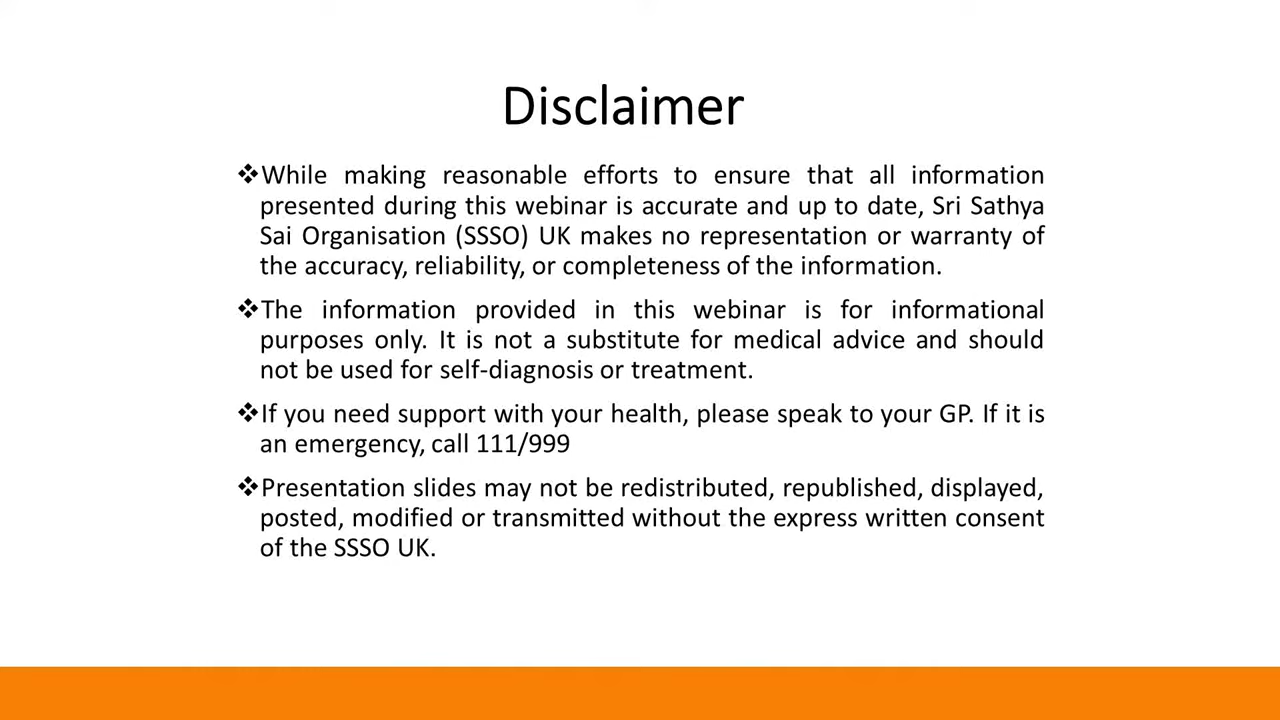 Disclaimer
❖While making reasonable efforts to ensure that all information
presented during this webinar is accurate and up to date, Sri Sathya
Sai Organisation (SSSO) UK makes no representation or warranty of
the accuracy, reliability, or completeness of the information.
❖The information provided in this webinar is for informational
purposes only. It is not a substitute for medical advice and should
not be used for self-diagnosis or treatment.
❖If you need support with your health, please speak to your GP. If it is
an emergency, call 111/999
❖Presentation slides may not be redistributed, republished, displayed,
posted, modified or transmitted without the express written consent
of the SSSO UK.